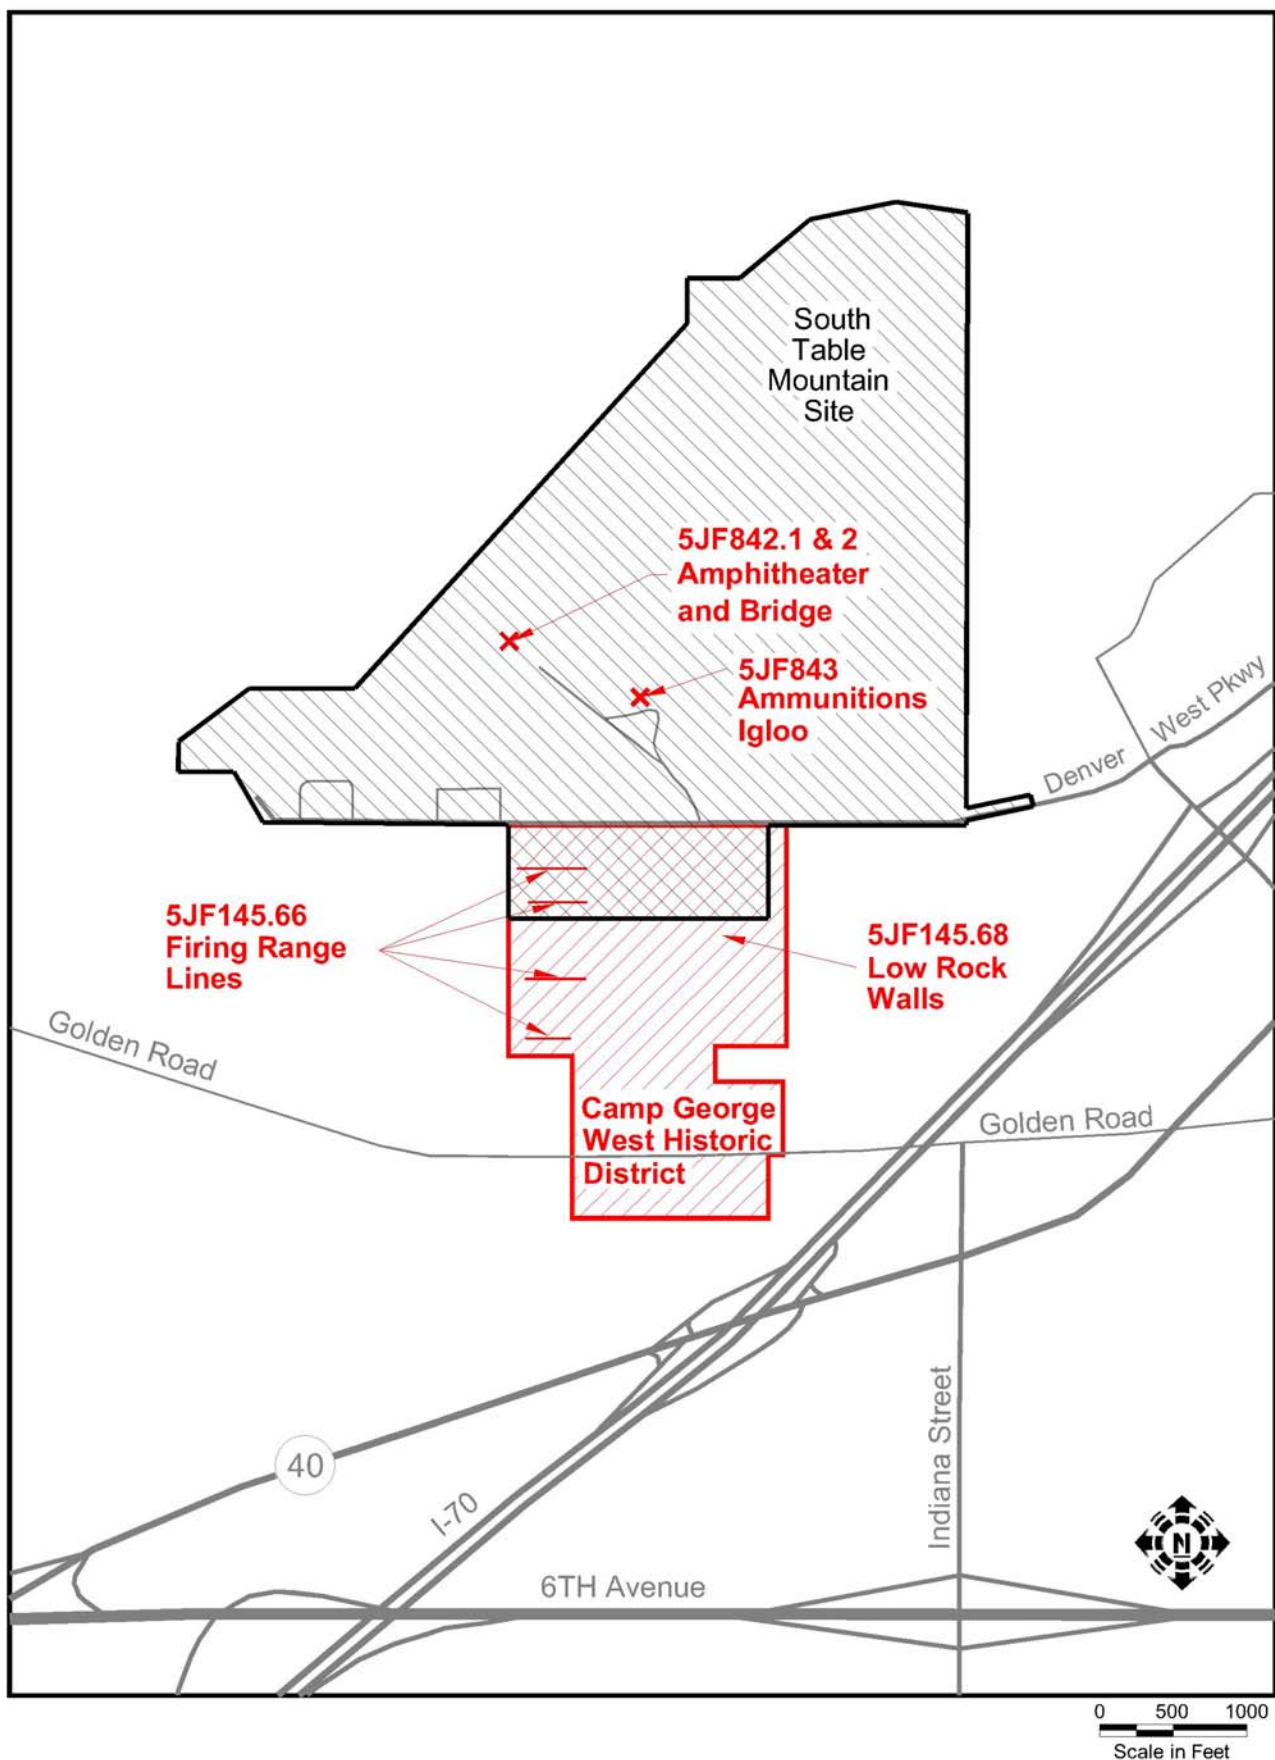 South
Table
Mountain
Site
5JF842.1 & 2
Amphitheater
and Bridge
5JF843
Ammunitions
Igloo
Denver West Pkwy
5JF145.66
Firing Range
Lines
5JF145.68
Low Rock
Walls
Golden Road
Camp George
West Historic
District
Golden Road
40
I-70
Indiana Street
6TH Avenue
N
0 500 1000
Scale in Feet